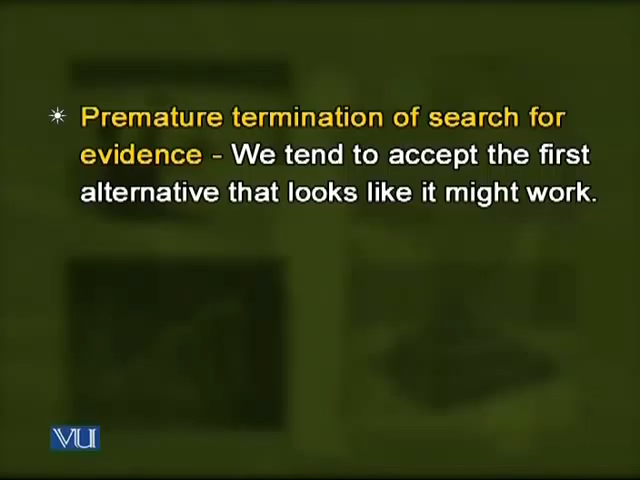 Premature termination of search for
evidence - We tend to accept the first
alternative that looks like it might work.
VU